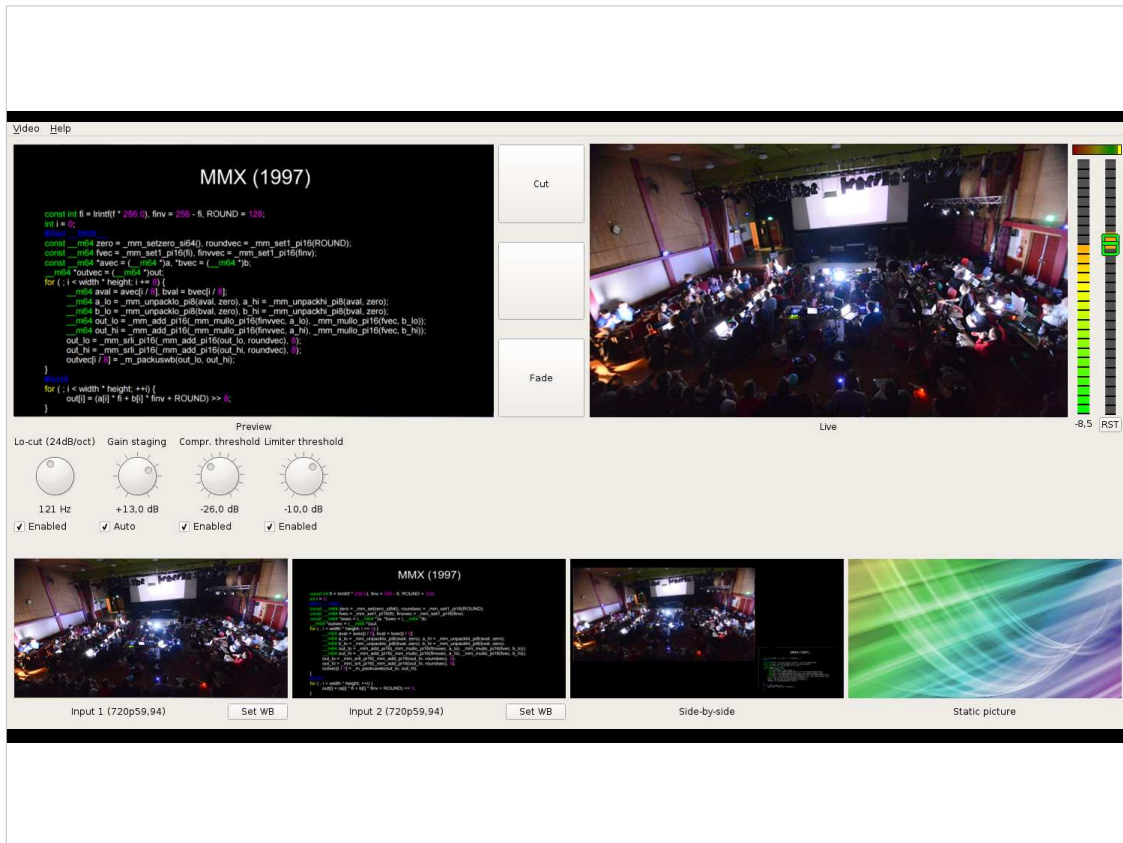 Video Help
MMX (1997)
const int fi = lrintf(f * 256.0), finv = 256 - fi, ROUND = 128;
int i = 0;
#ifdef __MMX__
const __m64 zero = _mm_setzero_si64(), roundvec = _mm_set1_pi16(ROUND);
const __m64 fvec = _mm_set1_pi16(fi), finvvec = _mm_set1_pi16(finv);
const __m64 *avec = (__m64 *)a, *bvec = (__m64 *)b;
__m64 *outvec = (__m64 *)out;
for ( ; i < width * height; i += 8) {
__m64 aval = avec[i / 8], bval = bvec[i / 8];
__m64 a_lo = _mm_unpacklo_pi8(aval, zero), a_hi = _mm_unpackhi_pi8(aval, zero);
__m64 b_lo = _mm_unpacklo_pi8(bval, zero), b_hi = _mm_unpackhi_pi8(bval, zero);
__m64 out_lo = _mm_add_pi16(_mm_mullo_pi16(finvvec, a_lo), _mm_mullo_pi16(fvec, b_lo));
__m64 out_hi = _mm_add_pi16(_mm_mullo_pi16(finvvec, a_hi), _mm_mullo_pi16(fvec, b_hi));
out_lo = _mm_srli_pi16(_mm_add_pi16(out_lo, roundvec), 8);
out_hi = _mm_srli_pi16(_mm_add_pi16(out_hi, roundvec), 8);
outvec[i / 8] = _m_packuswb(out_lo, out_hi);
}
#endif
for ( ; i < width * height; ++i) {
out[i] = (a[i] * fi + b[i] * finv + ROUND) >> 8;
}
Cut
Fade
Preview
Live
-8,5 RST
Lo-cut (24dB/oct) Gain staging Compr. threshold Limiter threshold
121 Hz +13,0 dB -26,0 dB -10,0 dB
Enabled Auto Enabled Enabled
MMX (1997)
Input 1 (720p59,94) Set WB Input 2 (720p59,94) Set WB Side-by-side Static picture